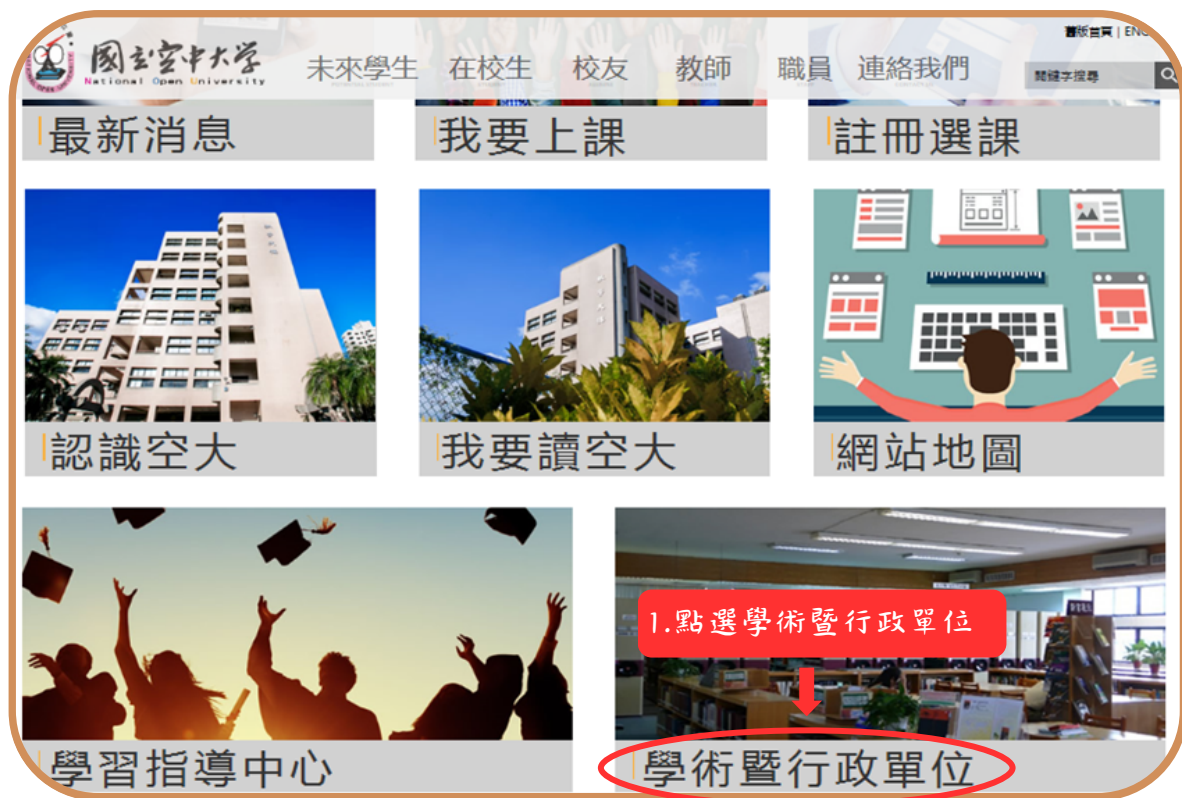 舊版首頁 | ENG
國立空中大學
National Open University
未來學生 在校生 校友 教師 職員 連絡我們
關鍵字搜尋
最新消息
我要上課
註冊選課
認識空大
我要讀空大
網站地圖
1.點選學術暨行政單位
學習指導中心
學術暨行政單位